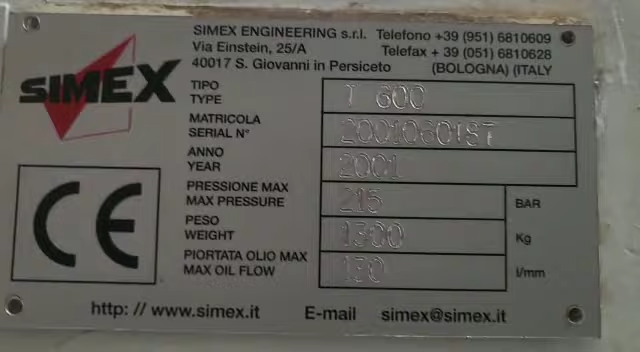 SIMEX ENGINEERING s.r.l. Telefono +39 (951) 6810609
Via Einstein, 25/A Telefax + 39 (051) 6810628
40017 S. Giovanni in Persiceto (BOLOGNA) (ITALY
SIMEX
TIPO
TYPE T 600
MATRICOLA
SERIAL N°
ANNO
YEAR 2001
PRESSIONE MAX
MAX PRESSURE 215 BAR
PESO
WEIGHT 1300 Kg
PIORTATA OLIO MAX
MAX OIL FLOW l/mm
CE
http: // www.simex.it E-mail simex@simex.it